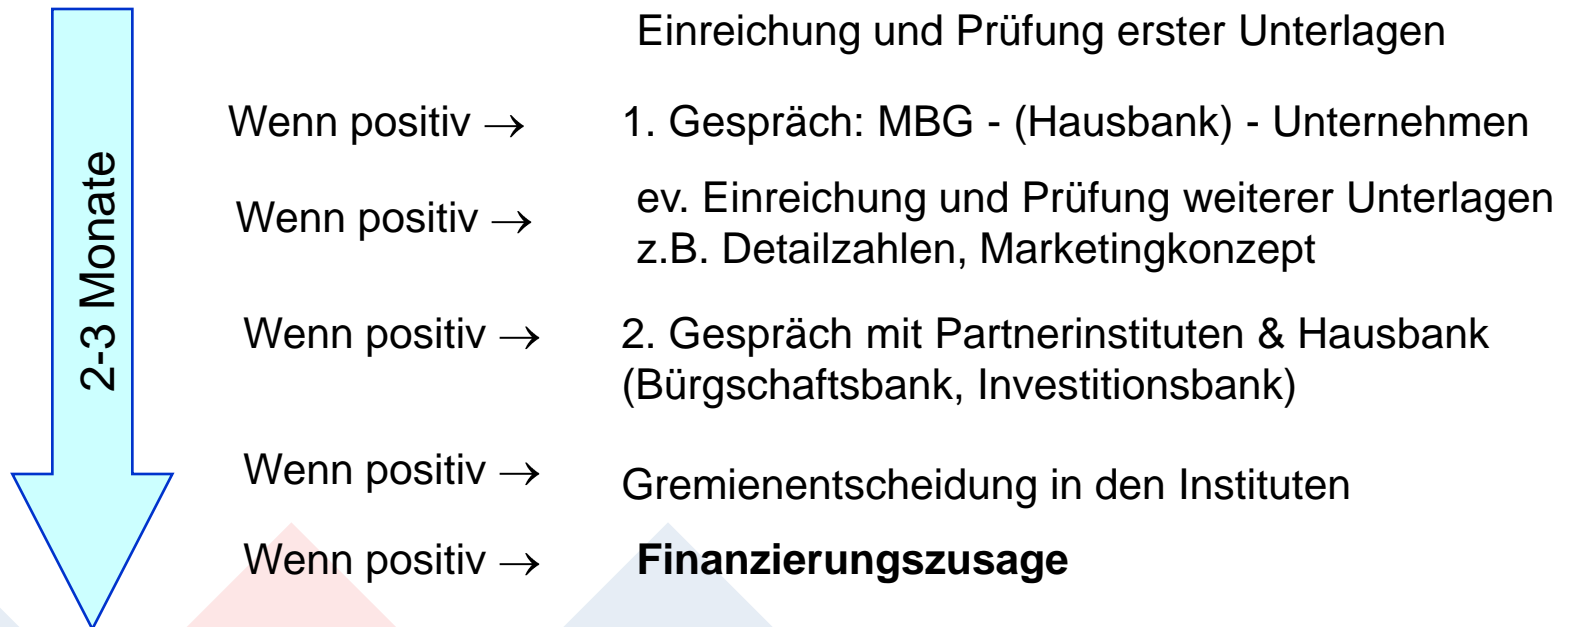 Einreichung und Prüfung erster Unterlagen
Wenn positiv → 1. Gespräch: MBG - (Hausbank) - Unternehmen
Wenn positiv → ev. Einreichung und Prüfung weiterer Unterlagen
z.B. Detailzahlen, Marketingkonzept
Wenn positiv → 2. Gespräch mit Partnerinstituten & Hausbank
(Bürgschaftsbank, Investitionsbank)
Wenn positiv → Gremienentscheidung in den Instituten
Wenn positiv → Finanzierungszusage
2-3 Monate